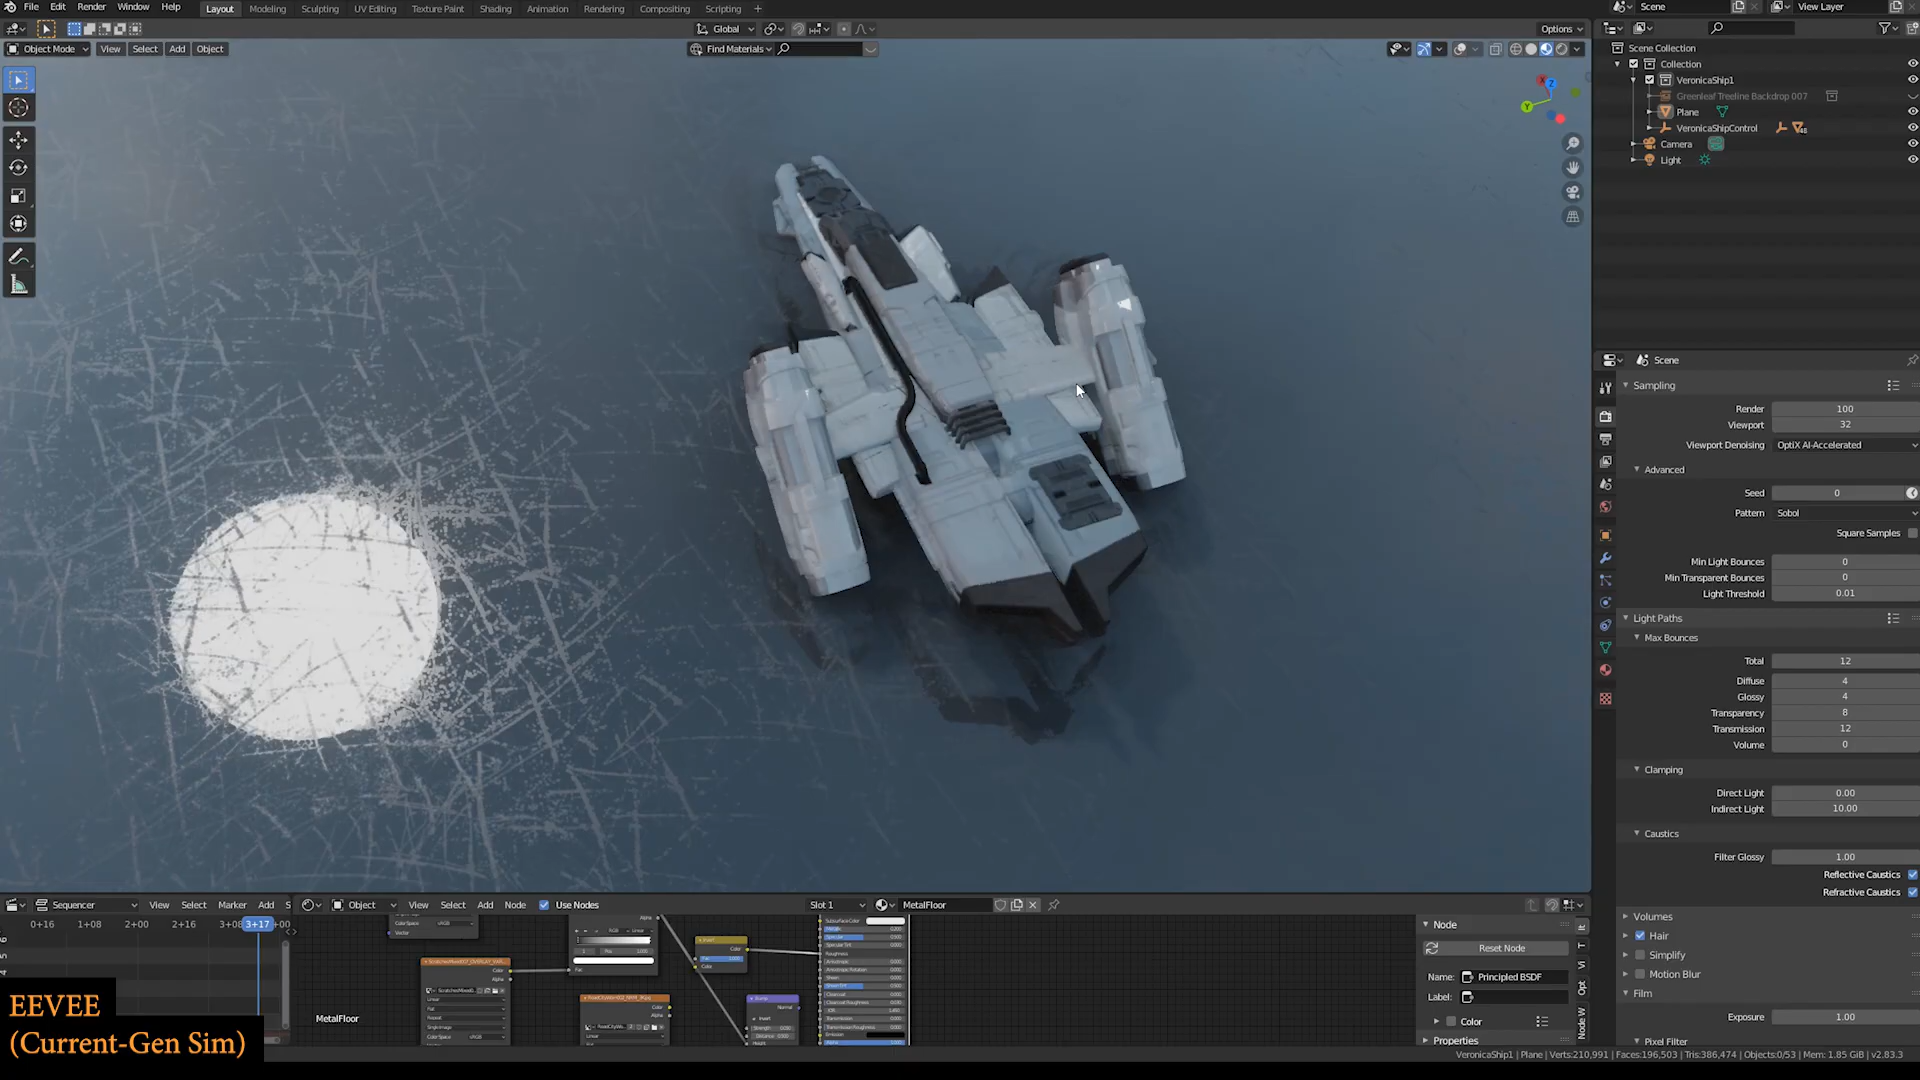 File Edit Render Window Help Layout Modeling Sculpting UV Editing Texture Paint Shading Animation Rendering Compositing Scripting + Scene View Layer
Global Options
Object Mode View Select Add Object Find Materials
Scene Collection
Collection
VeronicaShip1
Greenleaf Treeline Backdrop 007
Plane
VeronicaShipControl
Camera
Light
Scene
Sampling
Render 100
Viewport 32
Viewport Denoising OptiX AI-Accelerated
Advanced
Seed 0
Pattern Sobol
Square Samples
Min Light Bounces 0
Min Transparent Bounces 0
Light Threshold 0.01
Light Paths
Max Bounces
Total 12
Diffuse 4
Glossy 4
Transparency 8
Transmission 12
Volume 0
Clamping
Direct Light 0.00
Indirect Light 10.00
Caustics
Filter Glossy 1.00
Reflective Caustics
Refractive Caustics
Volumes
Hair
Simplify
Motion Blur
Film
Exposure 1.00
Pixel Filter
Sequencer View Select Marker Add S Object View Select Add Node Use Nodes Slot 1 MetalFloor
0+16 1+08 2+00 2+16 3+08 3+17 +00
Node
Reset Node
Name: Principled BSDF
Label:
Color
Properties
MetalFloor
EEVEE
(Current-Gen Sim)
VeronicaShip1 | Plane | Verts:210,991 | Faces:196,503 | Tris:386,474 | Objects:0/53 | Mem: 1.85 GiB | v2.83.3